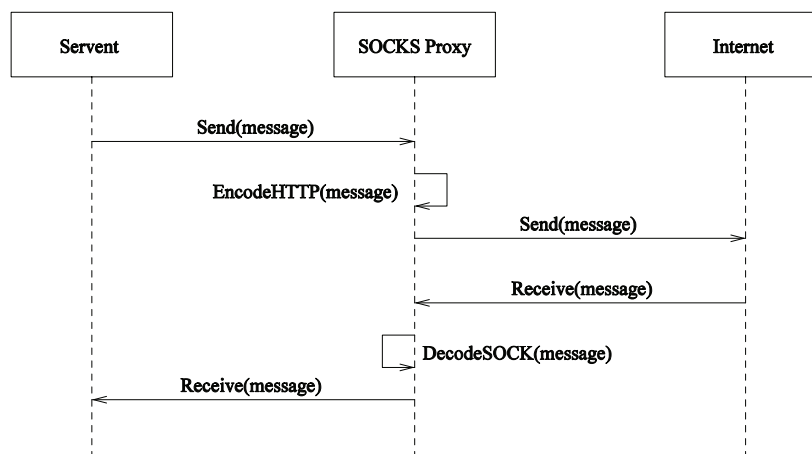 Servent
SOCKS Proxy
Internet
Send(message)
EncodeHTTP(message)
Send(message)
Receive(message)
DecodeSOCK(message)
Receive(message)